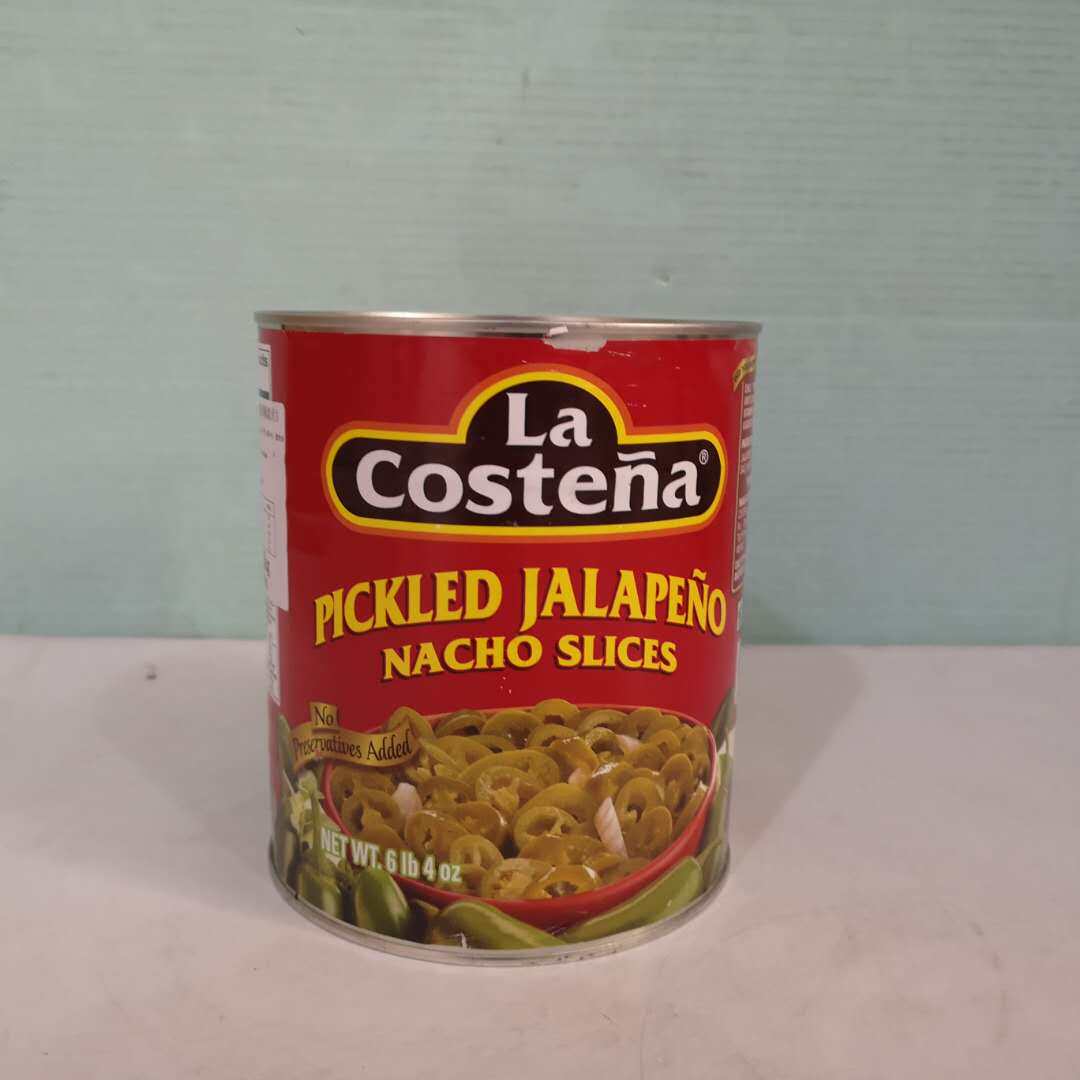 La
Costeña®
PICKLED JALAPEÑO
NACHO SLICES
No
Preservatives Added
NET WT. 6 lb 4 oz